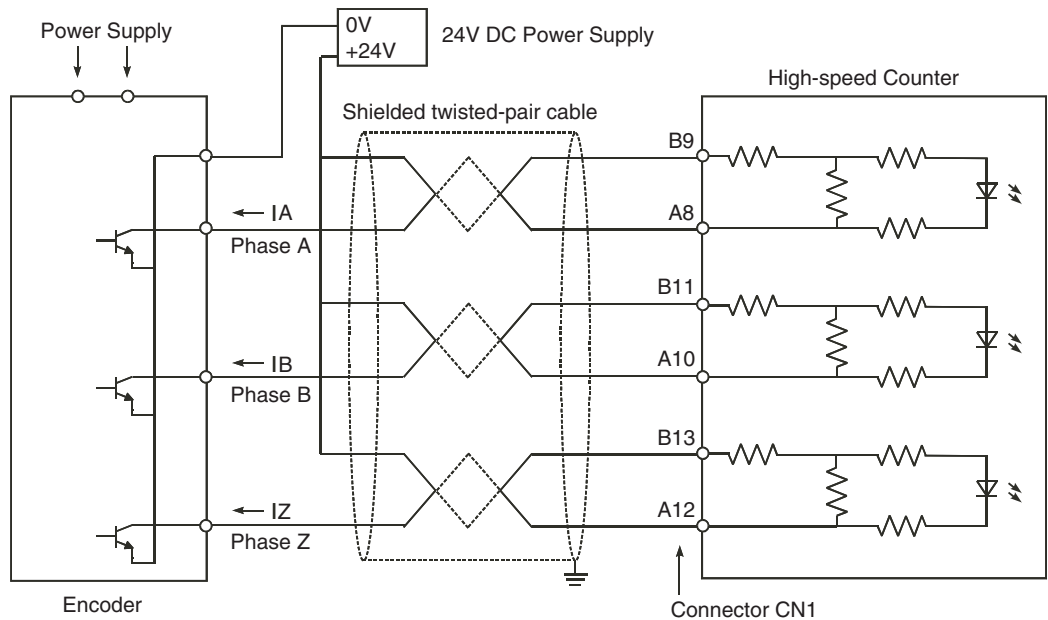 Power Supply
0V
+24V
24V DC Power Supply
High-speed Counter
Shielded twisted-pair cable
B9
IA
A8
Phase A
B11
IB
A10
Phase B
B13
IZ
A12
Phase Z
Encoder
Connector CN1